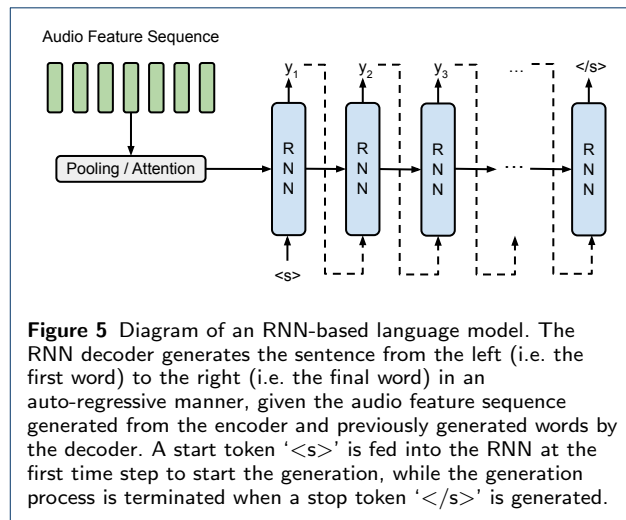 Audio Feature Sequence
y1 y2 y3 ... </s>
Pooling / Attention
RNN RNN RNN ... RNN
<s>
Figure 5 Diagram of an RNN-based language model. The
RNN decoder generates the sentence from the left (i.e. the
first word) to the right (i.e. the final word) in an
auto-regressive manner, given the audio feature sequence
generated from the encoder and previously generated words by
the decoder. A start token ‘<s>’ is fed into the RNN at the
first time step to start the generation, while the generation
process is terminated when a stop token ‘</s>’ is generated.